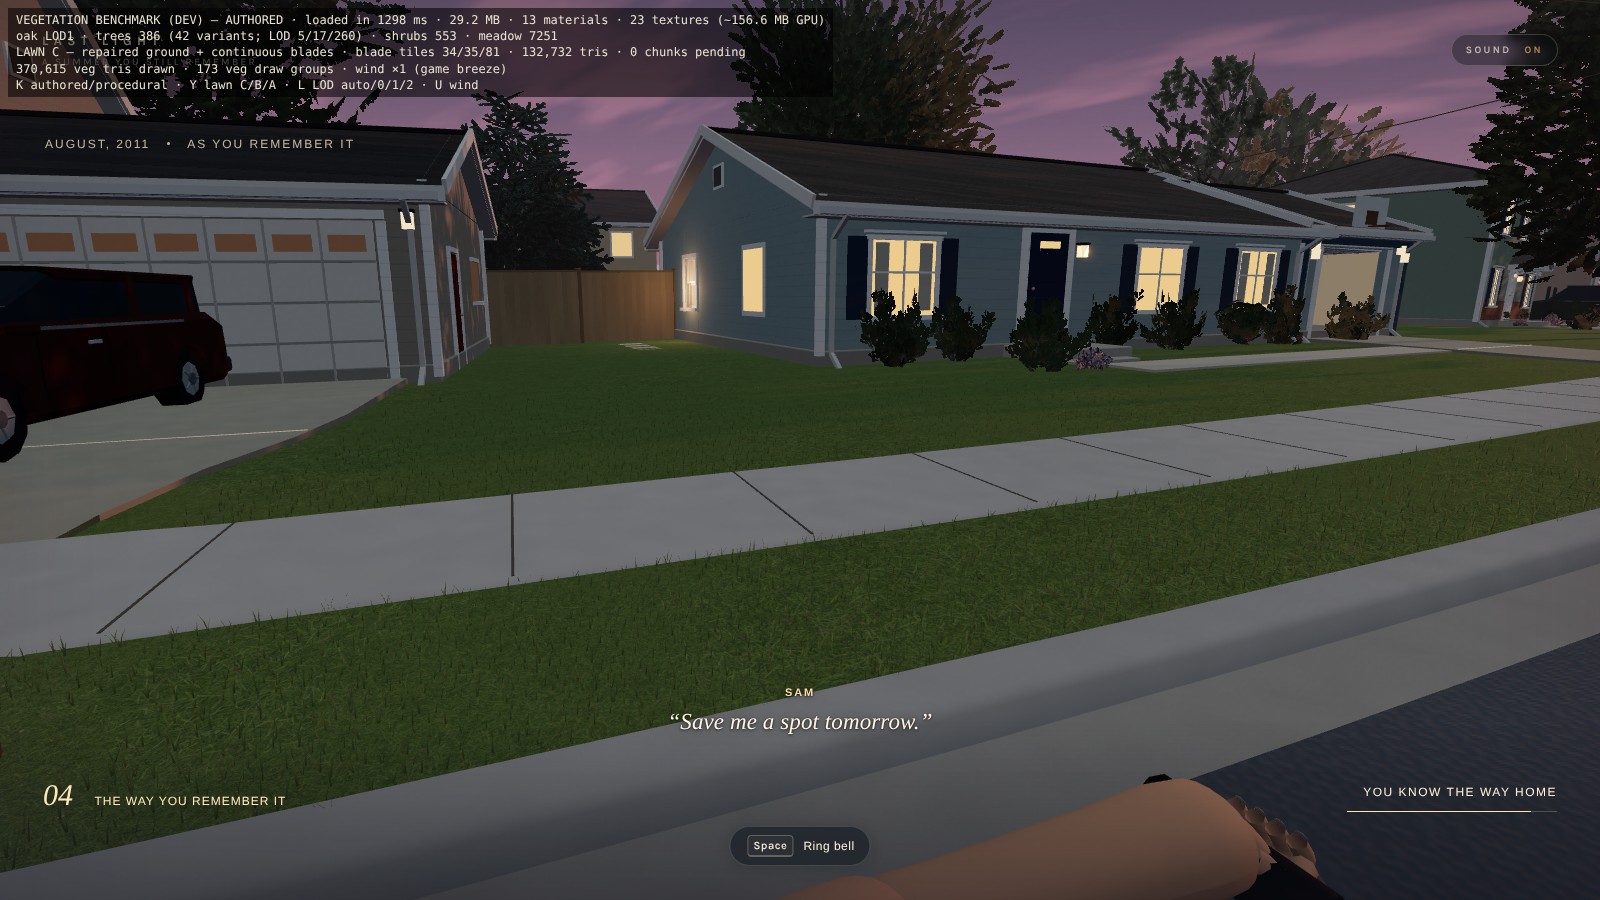 VEGETATION BENCHMARK (DEV) — AUTHORED · loaded in 1298 ms · 29.2 MB · 13 materials · 23 textures (~156.6 MB GPU)
oak LOD1 · trees 386 (42 variants; LOD 5/17/260) · shrubs 553 · meadow 7251
LAWN C — repaired ground + continuous blades · blade tiles 34/35/81 · 132,732 tris · 0 chunks pending
370,615 veg tris drawn · 173 veg draw groups · wind ×1 (game breeze)
K authored/procedural · Y lawn C/B/A · L LOD auto/0/1/2 · U wind
SOUND ON
AUGUST, 2011 • AS YOU REMEMBER IT
SAM
“Save me a spot tomorrow.”
04 THE WAY YOU REMEMBER IT
YOU KNOW THE WAY HOME
Space Ring bell